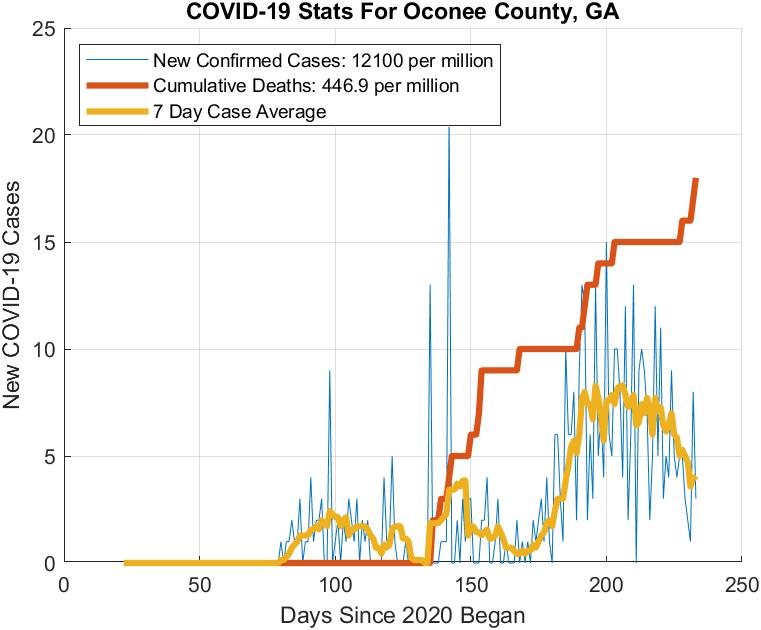 COVID-19 Stats For Oconee County, GA
New Confirmed Cases: 12100 per million
Cumulative Deaths: 446.9 per million
7 Day Case Average
New COVID-19 Cases
25
20
15
10
5
0
0 50 100 150 200 250
Days Since 2020 Began